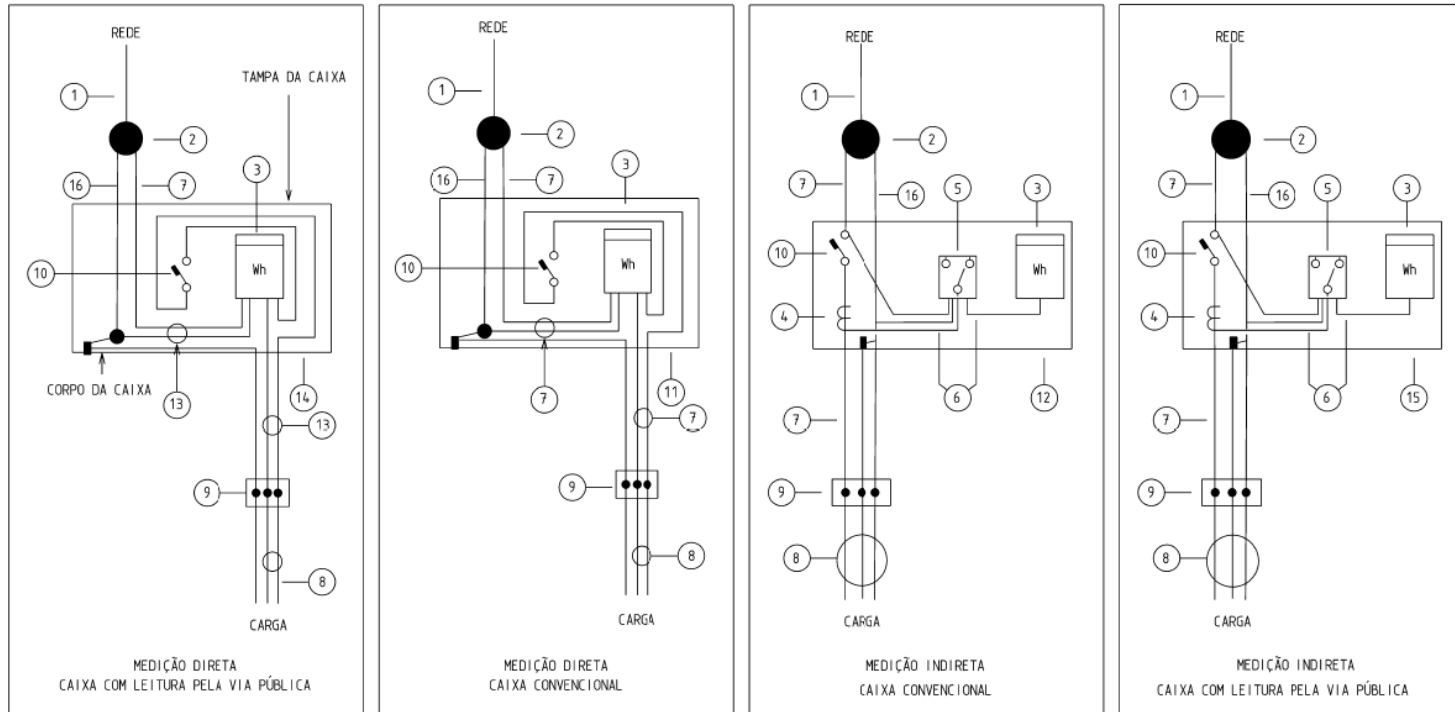 REDE
TAMPA DA CAIXA
1
2
3
16
7
10
Wh
CORPO DA CAIXA
13
14
13
9
8
CARGA
MEDIÇÃO DIRETA
CAIXA COM LEITURA PELA VIA PÚBLICA
REDE
1
2
3
16
7
10
Wh
7
11
7
9
8
CARGA
MEDIÇÃO DIRETA
CAIXA CONVENCIONAL
REDE
1
2
7
16
5
3
10
Wh
4
6
12
7
9
8
CARGA
MEDIÇÃO INDIRETA
CAIXA CONVENCIONAL
REDE
1
2
7
16
5
3
10
Wh
4
6
15
7
9
8
CARGA
MEDIÇÃO INDIRETA
CAIXA COM LEITURA PELA VIA PÚBLICA